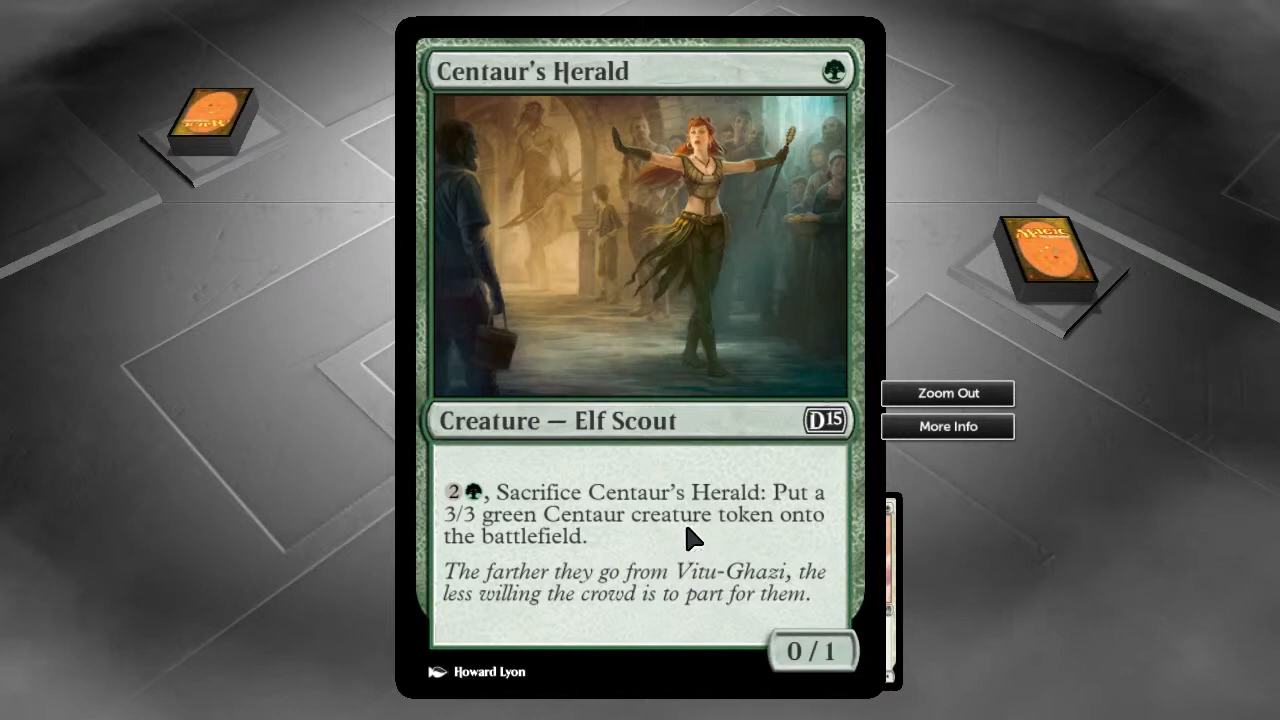 Centaur's Herald
MAGIC
Zoom Out
More Info
Creature — Elf Scout
D15
2, Sacrifice Centaur's Herald: Put a
3/3 green Centaur creature token onto
the battlefield.
The farther they go from Vitu-Ghazi, the
less willing the crowd is to part for them.
0 / 1
Howard Lyon